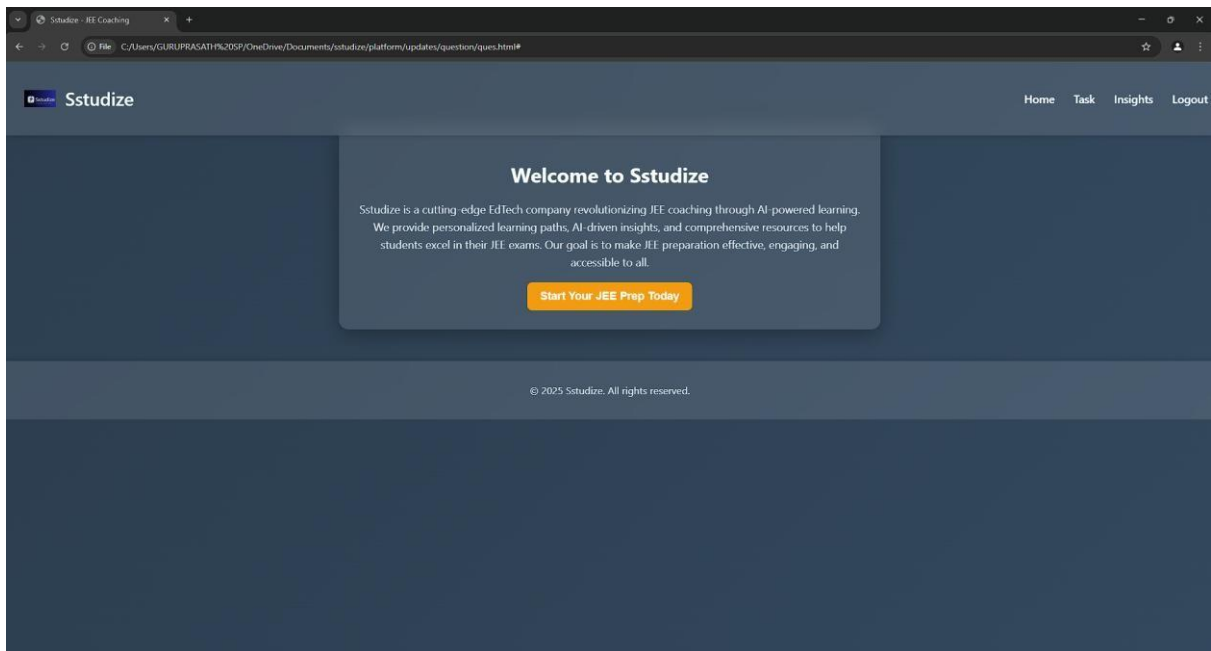 Sstudize - JEE Coaching
File C:/Users/GURUPRASATH%20SP/OneDrive/Documents/sstudize/platform/updates/question/ques.html#
Sstudize
Home Task Insights Logout
Welcome to Sstudize
Sstudize is a cutting-edge EdTech company revolutionizing JEE coaching through AI-powered learning.
We provide personalized learning paths, AI-driven insights, and comprehensive resources to help
students excel in their JEE exams. Our goal is to make JEE preparation effective, engaging, and
accessible to all.
Start Your JEE Prep Today
© 2025 Sstudize. All rights reserved.